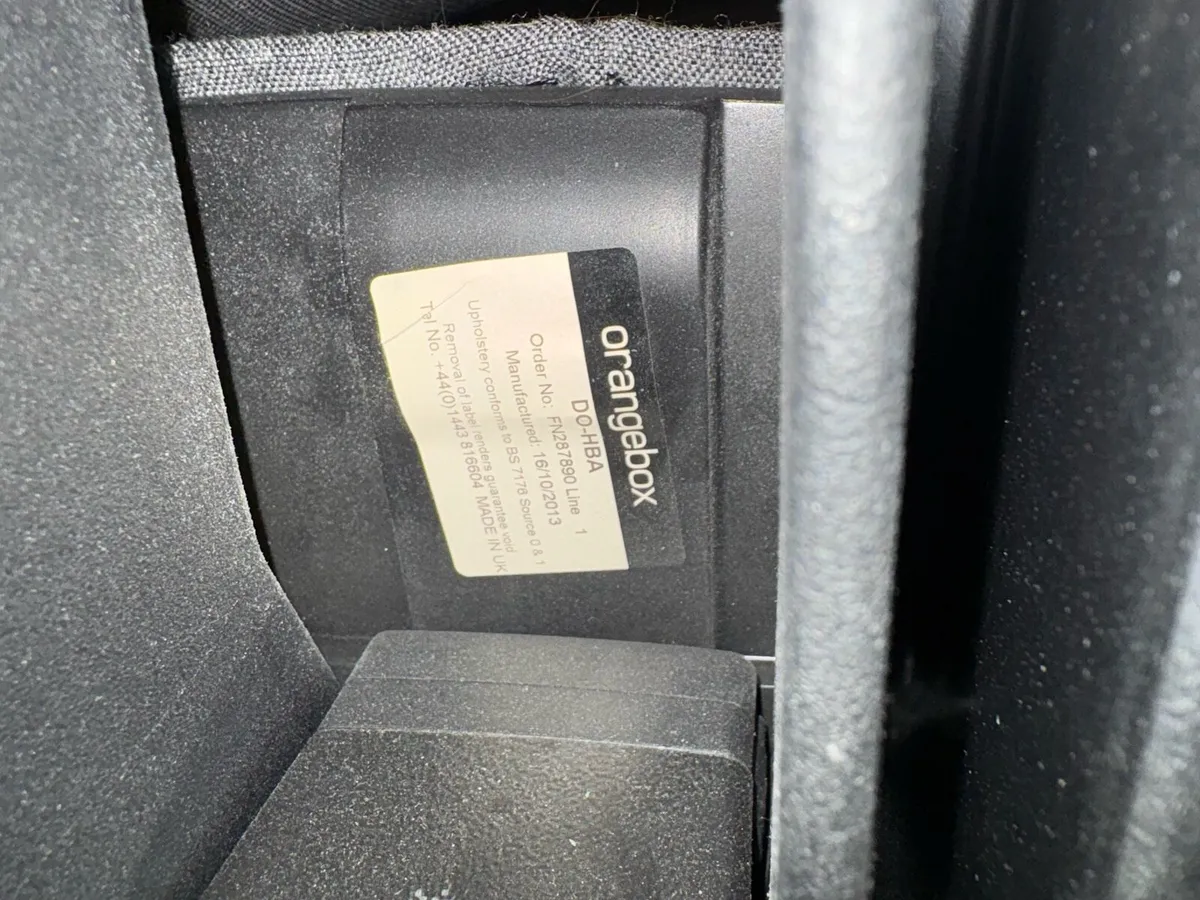 orangebox
DO-HBA
Order No: FN287890 Line 1
Manufactured: 16/10/2013
Upholstery conforms to BS 7176 Source 0 & 1
Removal of label renders guarantee void
Tel No. +44(0)1443 816604 MADE IN UK